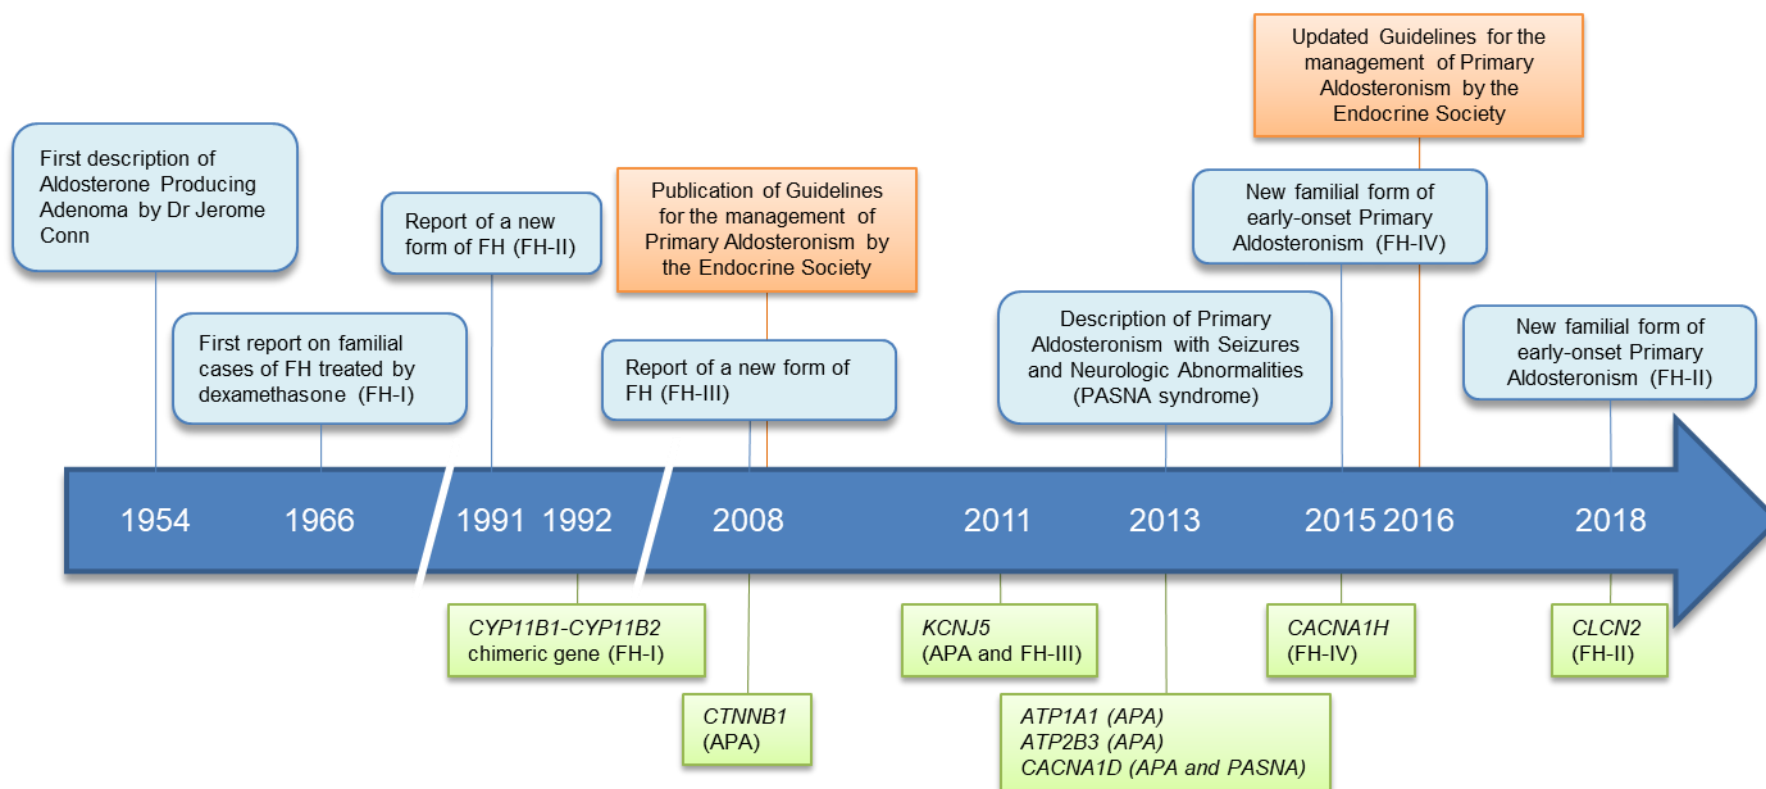 Updated Guidelines for the
management of Primary
Aldosteronism by the
Endocrine Society
First description of
Aldosterone Producing
Adenoma by Dr Jerome
Conn
Report of a new
form of FH (FH-II)
Publication of Guidelines
for the management of
Primary Aldosteronism by
the Endocrine Society
New familial form of
early-onset Primary
Aldosteronism (FH-IV)
First report on familial
cases of FH treated by
dexamethasone (FH-I)
Report of a new form of
FH (FH-III)
Description of Primary
Aldosteronism with Seizures
and Neurologic Abnormalities
(PASNA syndrome)
New familial form of
early-onset Primary
Aldosteronism (FH-II)
1954 1966 1991 1992 2008 2011 2013 2015 2016 2018
CYP11B1-CYP11B2
chimeric gene (FH-I)
KCNJ5
(APA and FH-III)
CACNA1H
(FH-IV)
CLCN2
(FH-II)
CTNNB1
(APA)
ATP1A1 (APA)
ATP2B3 (APA)
CACNA1D (APA and PASNA)